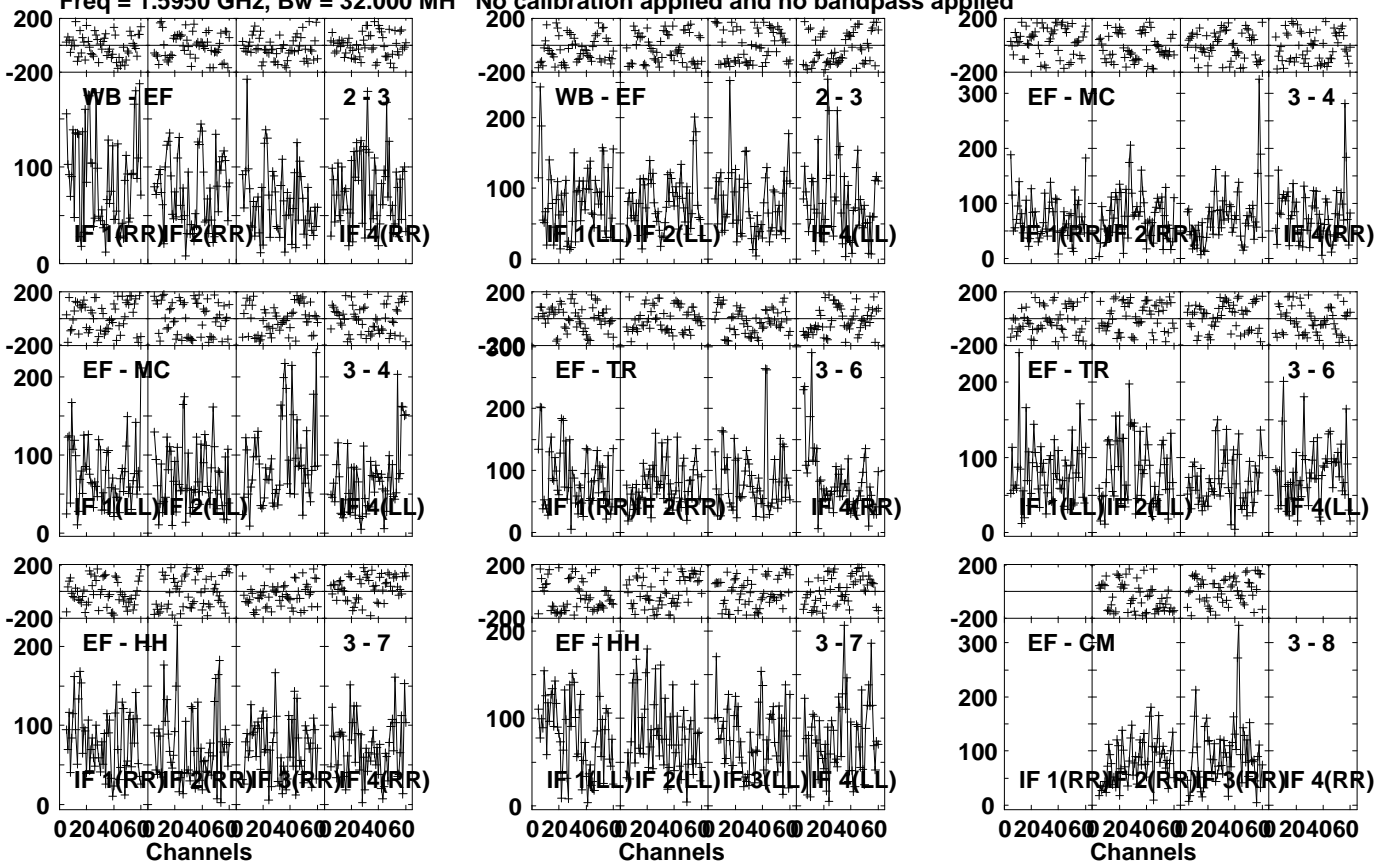 Freq = 1.5950 GHz, Bw = 32.000 MH No calibration applied and no bandpass applied
200
-200
WB - EF 2 - 3
100
0
IF 1(RR) IF 2(RR) IF 4(RR)
WB - EF 2 - 3
200
100
0
IF 1(LL) IF 2(LL) IF 4(LL)
200
-200
EF - MC 3 - 4
300
200
100
0
IF 1(RR) IF 2(RR) IF 4(RR)
200
-200
EF - MC 3 - 4
200
100
0
IF 1(LL) IF 2(LL) IF 4(LL)
200
-200
EF - TR 3 - 6
200
100
0
IF 1(RR) IF 2(RR) IF 4(RR)
200
-200
EF - TR 3 - 6
200
100
0
IF 1(LL) IF 2(LL) IF 4(LL)
200
-200
EF - HH 3 - 7
200
100
0
IF 1(RR) IF 2(RR) IF 3(RR) IF 4(RR)
0 20 40 60 0 20 40 60 0 20 40 60 0 20 40 60
Channels
200
-200
EF - HH 3 - 7
200
100
0
IF 1(LL) IF 2(LL) IF 3(LL) IF 4(LL)
0 20 40 60 0 20 40 60 0 20 40 60 0 20 40 60
Channels
200
-200
EF - CM 3 - 8
300
200
100
0
IF 1(RR) IF 2(RR) IF 3(RR) IF 4(RR)
0 20 40 60 0 20 40 60 0 20 40 60 0 20 40 60
Channels